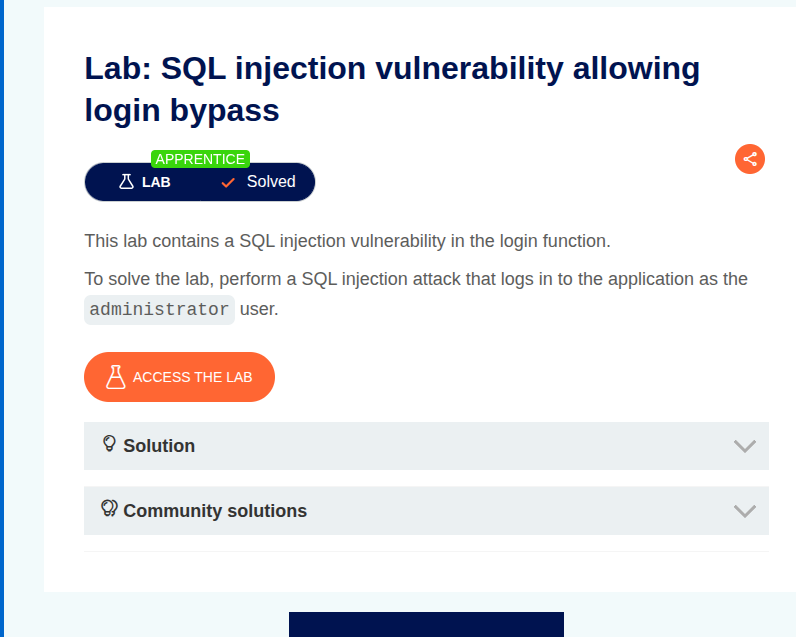 Lab: SQL injection vulnerability allowing
login bypass
APPRENTICE
LAB Solved
This lab contains a SQL injection vulnerability in the login function.
To solve the lab, perform a SQL injection attack that logs in to the application as the
administrator user.
ACCESS THE LAB
Solution
Community solutions